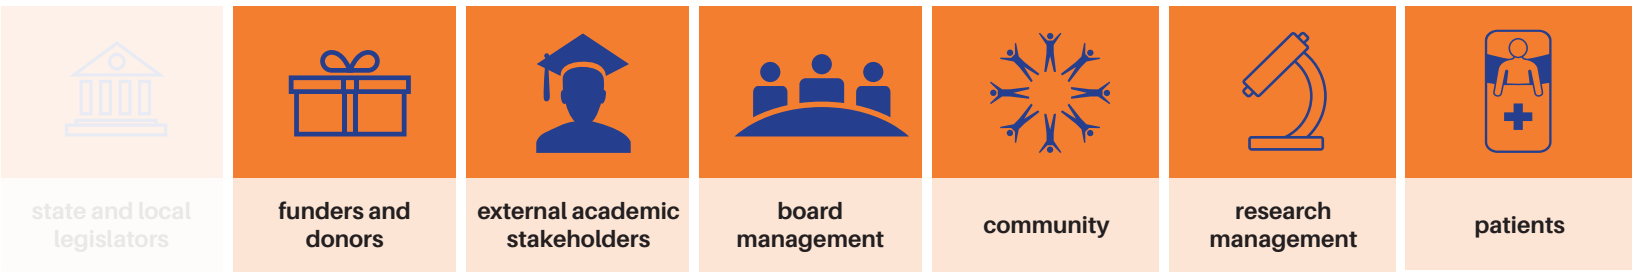 state and local
legislators
funders and
donors
external academic
stakeholders
board
management
community
research
management
patients